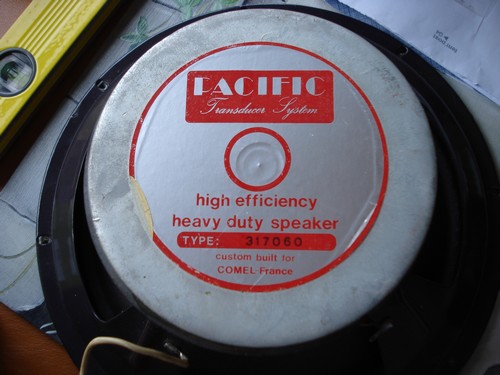 PACIFIC
Transducer System
high efficiency
heavy duty speaker
TYPE: 317060
custom built for
COMEL-France